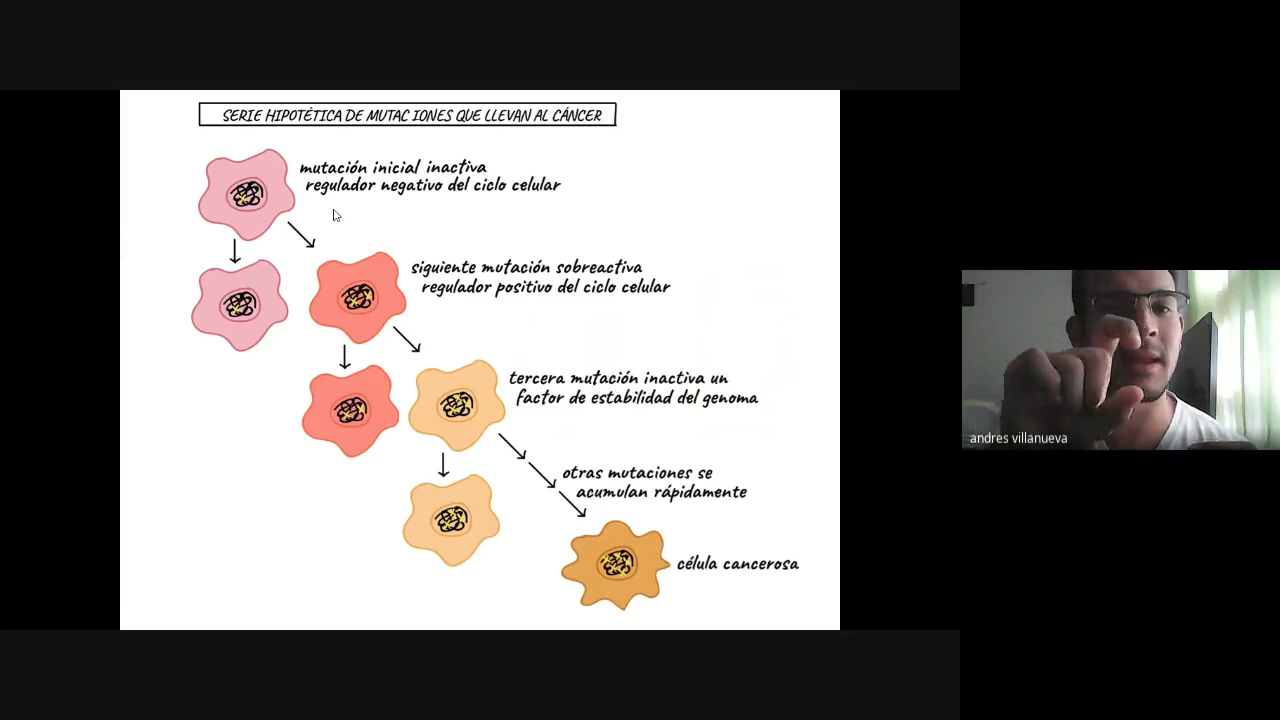 SERIE HIPOTÉTICA DE MUTAC IONES QUE LLEVAN AL CÁNCER
mutación inicial inactiva
regulador negativo del ciclo celular
siguiente mutación sobreactiva
regulador positivo del ciclo celular
tercera mutación inactiva un
factor de estabilidad del genoma
otras mutaciones se
acumulan rápidamente
célula cancerosa
andres villanueva